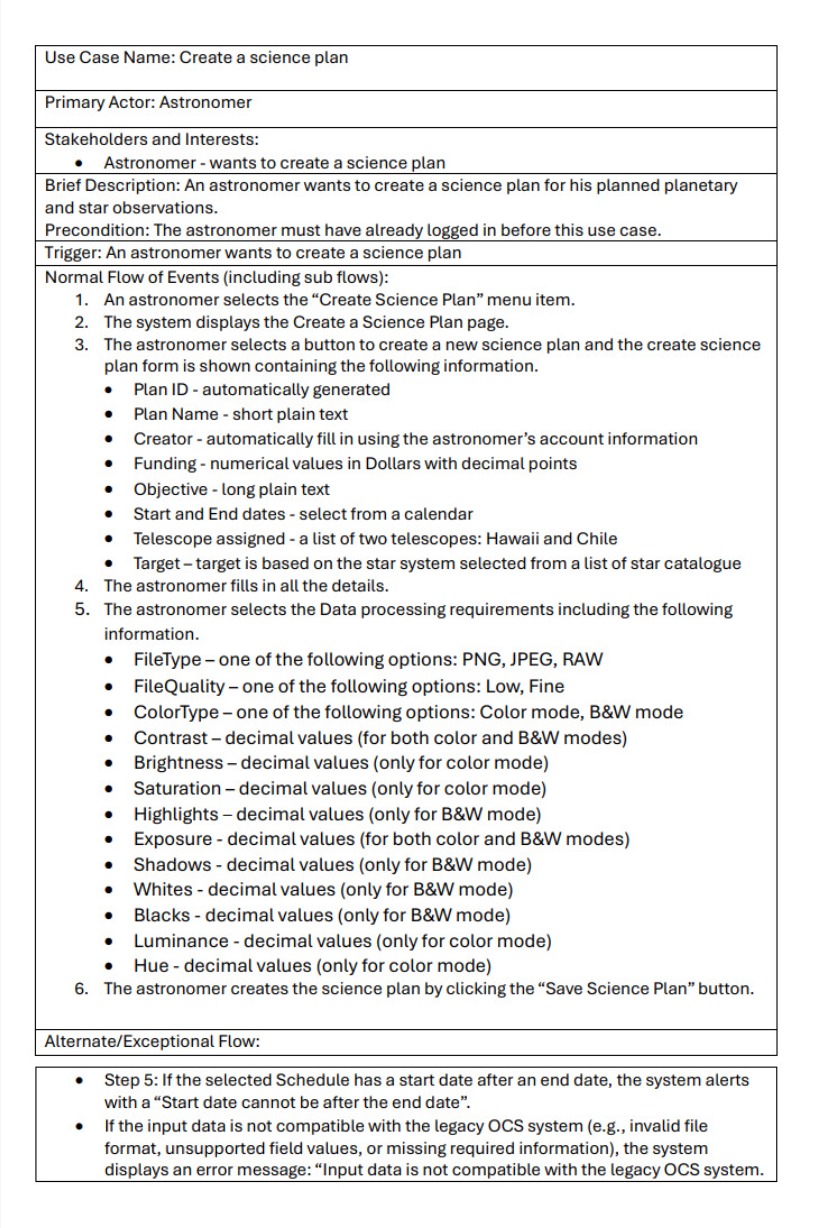 Use Case Name: Create a science plan
Primary Actor: Astronomer
Stakeholders and Interests:
• Astronomer - wants to create a science plan
Brief Description: An astronomer wants to create a science plan for his planned planetary
and star observations.
Precondition: The astronomer must have already logged in before this use case.
Trigger: An astronomer wants to create a science plan
Normal Flow of Events (including sub flows):
1. An astronomer selects the “Create Science Plan” menu item.
2. The system displays the Create a Science Plan page.
3. The astronomer selects a button to create a new science plan and the create science
plan form is shown containing the following information.
• Plan ID - automatically generated
• Plan Name - short plain text
• Creator - automatically fill in using the astronomer’s account information
• Funding - numerical values in Dollars with decimal points
• Objective - long plain text
• Start and End dates - select from a calendar
• Telescope assigned - a list of two telescopes: Hawaii and Chile
• Target – target is based on the star system selected from a list of star catalogue
4. The astronomer fills in all the details.
5. The astronomer selects the Data processing requirements including the following
information.
• FileType – one of the following options: PNG, JPEG, RAW
• FileQuality – one of the following options: Low, Fine
• ColorType – one of the following options: Color mode, B&W mode
• Contrast – decimal values (for both color and B&W modes)
• Brightness – decimal values (only for color mode)
• Saturation – decimal values (only for color mode)
• Highlights – decimal values (only for B&W mode)
• Exposure - decimal values (for both color and B&W modes)
• Shadows - decimal values (only for B&W mode)
• Whites - decimal values (only for B&W mode)
• Blacks - decimal values (only for B&W mode)
• Luminance - decimal values (only for color mode)
• Hue - decimal values (only for color mode)
6. The astronomer creates the science plan by clicking the “Save Science Plan” button.
Alternate/Exceptional Flow:
• Step 5: If the selected Schedule has a start date after an end date, the system alerts
with a “Start date cannot be after the end date”.
• If the input data is not compatible with the legacy OCS system (e.g., invalid file
format, unsupported field values, or missing required information), the system
displays an error message: “Input data is not compatible with the legacy OCS system.